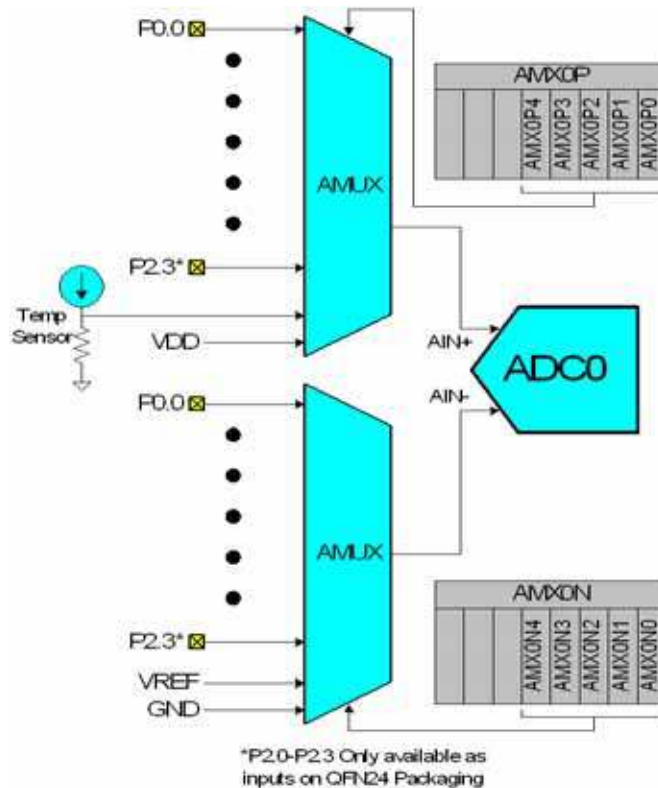 P0.0
AMX0P
AMX0P4
AMX0P3
AMX0P2
AMX0P1
AMX0P0
AMUX
P2.3*
Temp
Sensor
VDD
AIN+
ADC0
AIN-
P0.0
AMUX
AMX0N
AMX0N4
AMX0N3
AMX0N2
AMX0N1
AMX0N0
P2.3*
VREF
GND
*P2.0-P2.3 Only available as
inputs on QFN24 Packaging